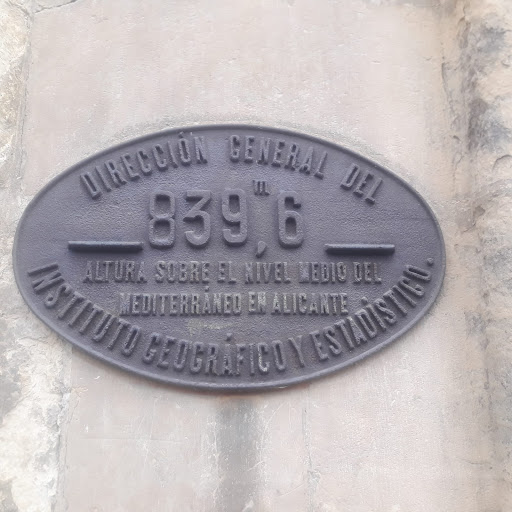 DIRECCIÓN GENERAL DEL
839,6 m
ALTURA SOBRE EL NIVEL MEDIO DEL
MEDITERRÁNEO EN ALICANTE
INSTITUTO GEOGRÁFICO Y ESTADÍSTICO.